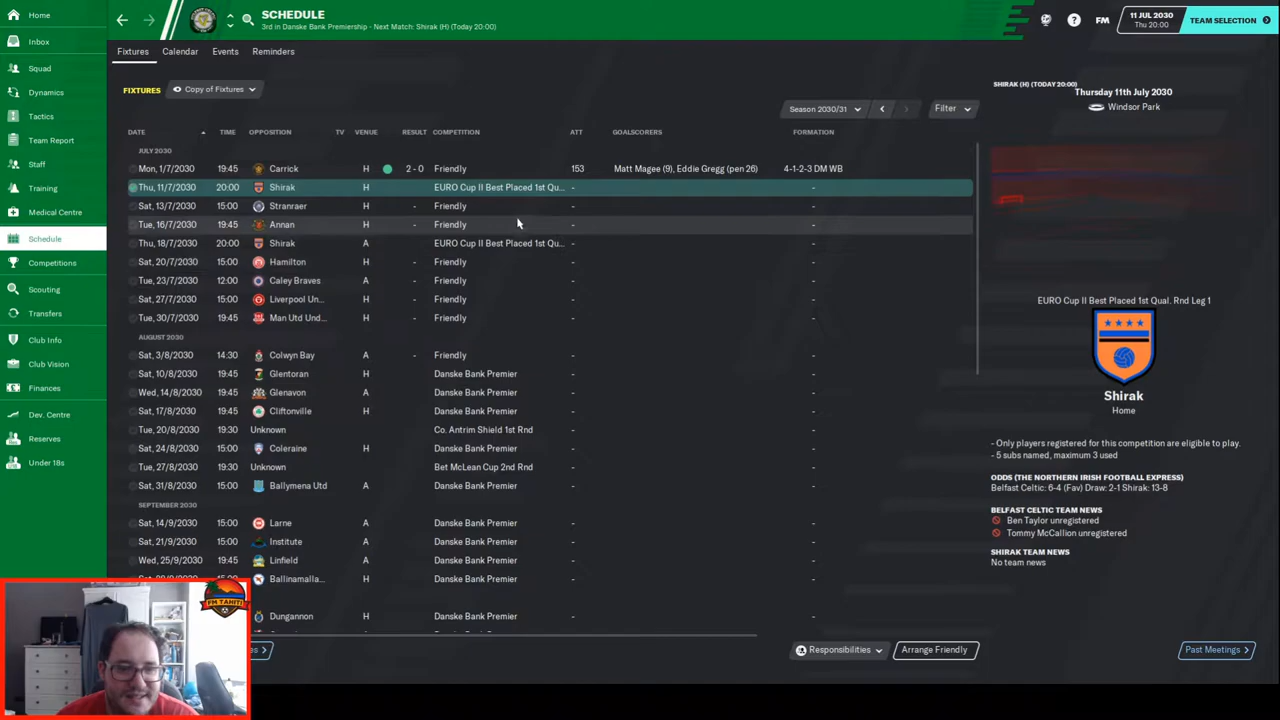 Home
SCHEDULE
3rd in Danske Bank Premiership - Next Match: Shirak (H) (Today 20:00)
FM
11 JUL 2030
Thu 20:00
TEAM SELECTION
Inbox
Squad
Dynamics
Tactics
Team Report
Staff
Training
Medical Centre
Schedule
Competitions
Scouting
Transfers
Club Info
Club Vision
Finances
Dev. Centre
Reserves
Under 18s
Fixtures Calendar Events Reminders
FIXTURES Copy of Fixtures
Season 2030/31 Filter
DATE TIME OPPOSITION TV VENUE RESULT COMPETITION ATT GOALSCORERS FORMATION
JULY 2030
Mon, 1/7/2030 19:45 Carrick H 2 - 0 Friendly 153 Matt Magee (9), Eddie Gregg (pen 26) 4-1-2-3 DM WB
Thu, 11/7/2030 20:00 Shirak H EURO Cup II Best Placed 1st Qu... - -
Sat, 13/7/2030 15:00 Stranraer H - Friendly - -
Tue, 16/7/2030 19:45 Annan H - Friendly - -
Thu, 18/7/2030 20:00 Shirak A EURO Cup II Best Placed 1st Qu... - -
Sat, 20/7/2030 15:00 Hamilton H - Friendly - -
Tue, 23/7/2030 12:00 Caley Braves A - Friendly - -
Sat, 27/7/2030 15:00 Liverpool Un... H - Friendly - -
Tue, 30/7/2030 19:45 Man Utd Und... H - Friendly - -
AUGUST 2030
Sat, 3/8/2030 14:30 Colwyn Bay A - Friendly - -
Sat, 10/8/2030 19:45 Glentoran H Danske Bank Premier - -
Wed, 14/8/2030 19:45 Glenavon A Danske Bank Premier - -
Sat, 17/8/2030 19:45 Cliftonville H Danske Bank Premier - -
Tue, 20/8/2030 19:30 Unknown Co. Antrim Shield 1st Rnd - -
Sat, 24/8/2030 15:00 Coleraine H Danske Bank Premier - -
Tue, 27/8/2030 19:30 Unknown Bet McLean Cup 2nd Rnd - -
Sat, 31/8/2030 15:00 Ballymena Utd A Danske Bank Premier - -
SEPTEMBER 2030
Sat, 14/9/2030 15:00 Larne A Danske Bank Premier - -
Sat, 21/9/2030 15:00 Institute A Danske Bank Premier - -
Wed, 25/9/2030 19:45 Linfield A Danske Bank Premier - -
Ballinamalla... H Danske Bank Premier - -
Dungannon H Danske Bank Premier - -
Responsibilities Arrange Friendly
SHIRAK (H) (TODAY 20:00)
Thursday 11th July 2030
Windsor Park
EURO Cup II Best Placed 1st Qual. Rnd Leg 1
Shirak
Home
- Only players registered for this competition are eligible to play.
- 5 subs named, maximum 3 used
ODDS (THE NORTHERN IRISH FOOTBALL EXPRESS)
Belfast Celtic: 6-4 (Fav) Draw: 2-1 Shirak: 13-8
BELFAST CELTIC TEAM NEWS
Ben Taylor unregistered
Tommy McCallion unregistered
SHIRAK TEAM NEWS
No team news
Past Meetings
FM TAHITI